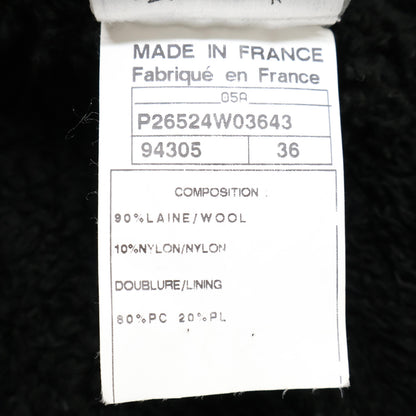 MADE IN FRANCE
Fabriqué en France
05A
P26524W03643
94305 36
COMPOSITION :
90%LAINE/WOOL
10%NYLON/NYLON
DOUBLURE/LINING
80%PC 20%PL